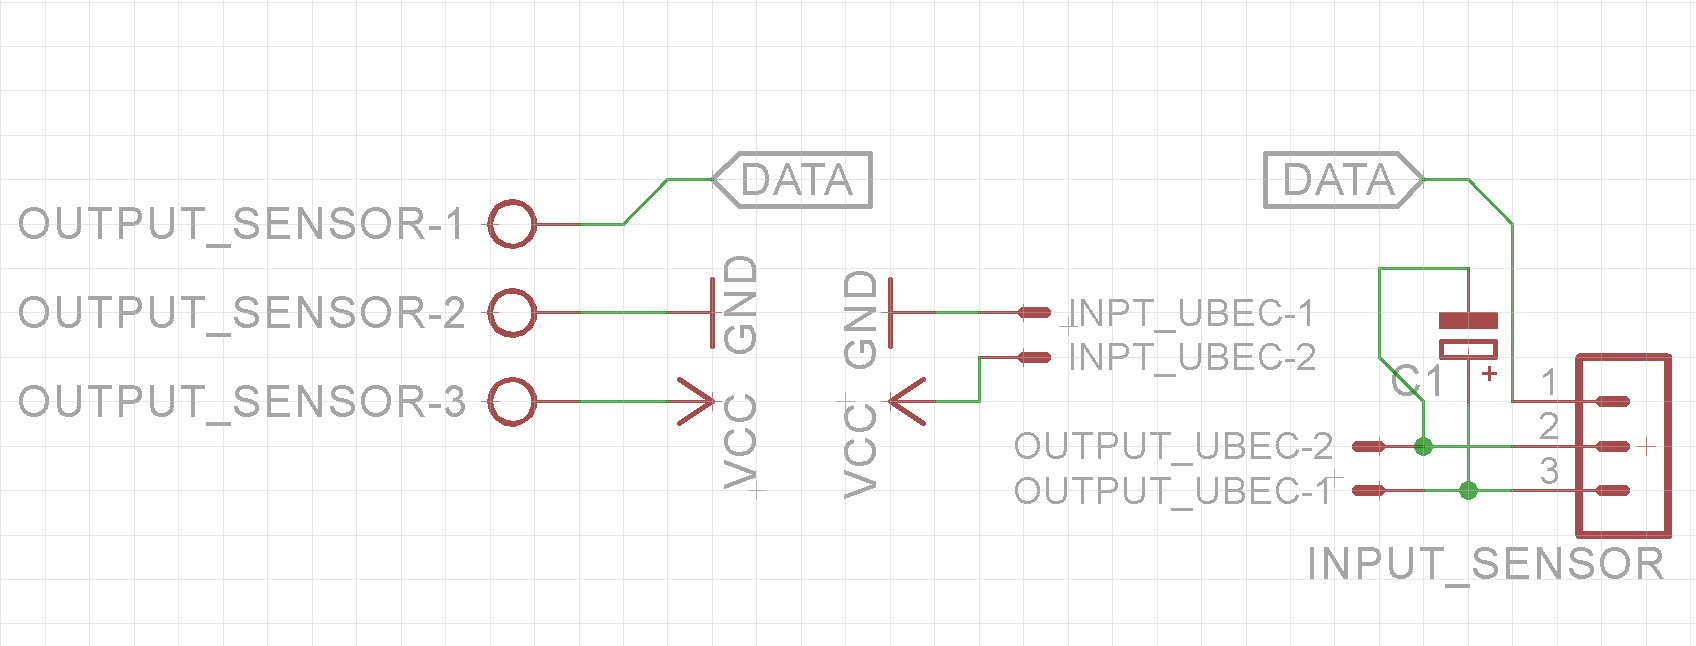 DATA
DATA
OUTPUT_SENSOR-1
OUTPUT_SENSOR-2
GND
GND
INPT_UBEC-1
INPT_UBEC-2
OUTPUT_SENSOR-3
VCC
VCC
C1
+
1
2
3
OUTPUT_UBEC-2
OUTPUT_UBEC-1
INPUT_SENSOR